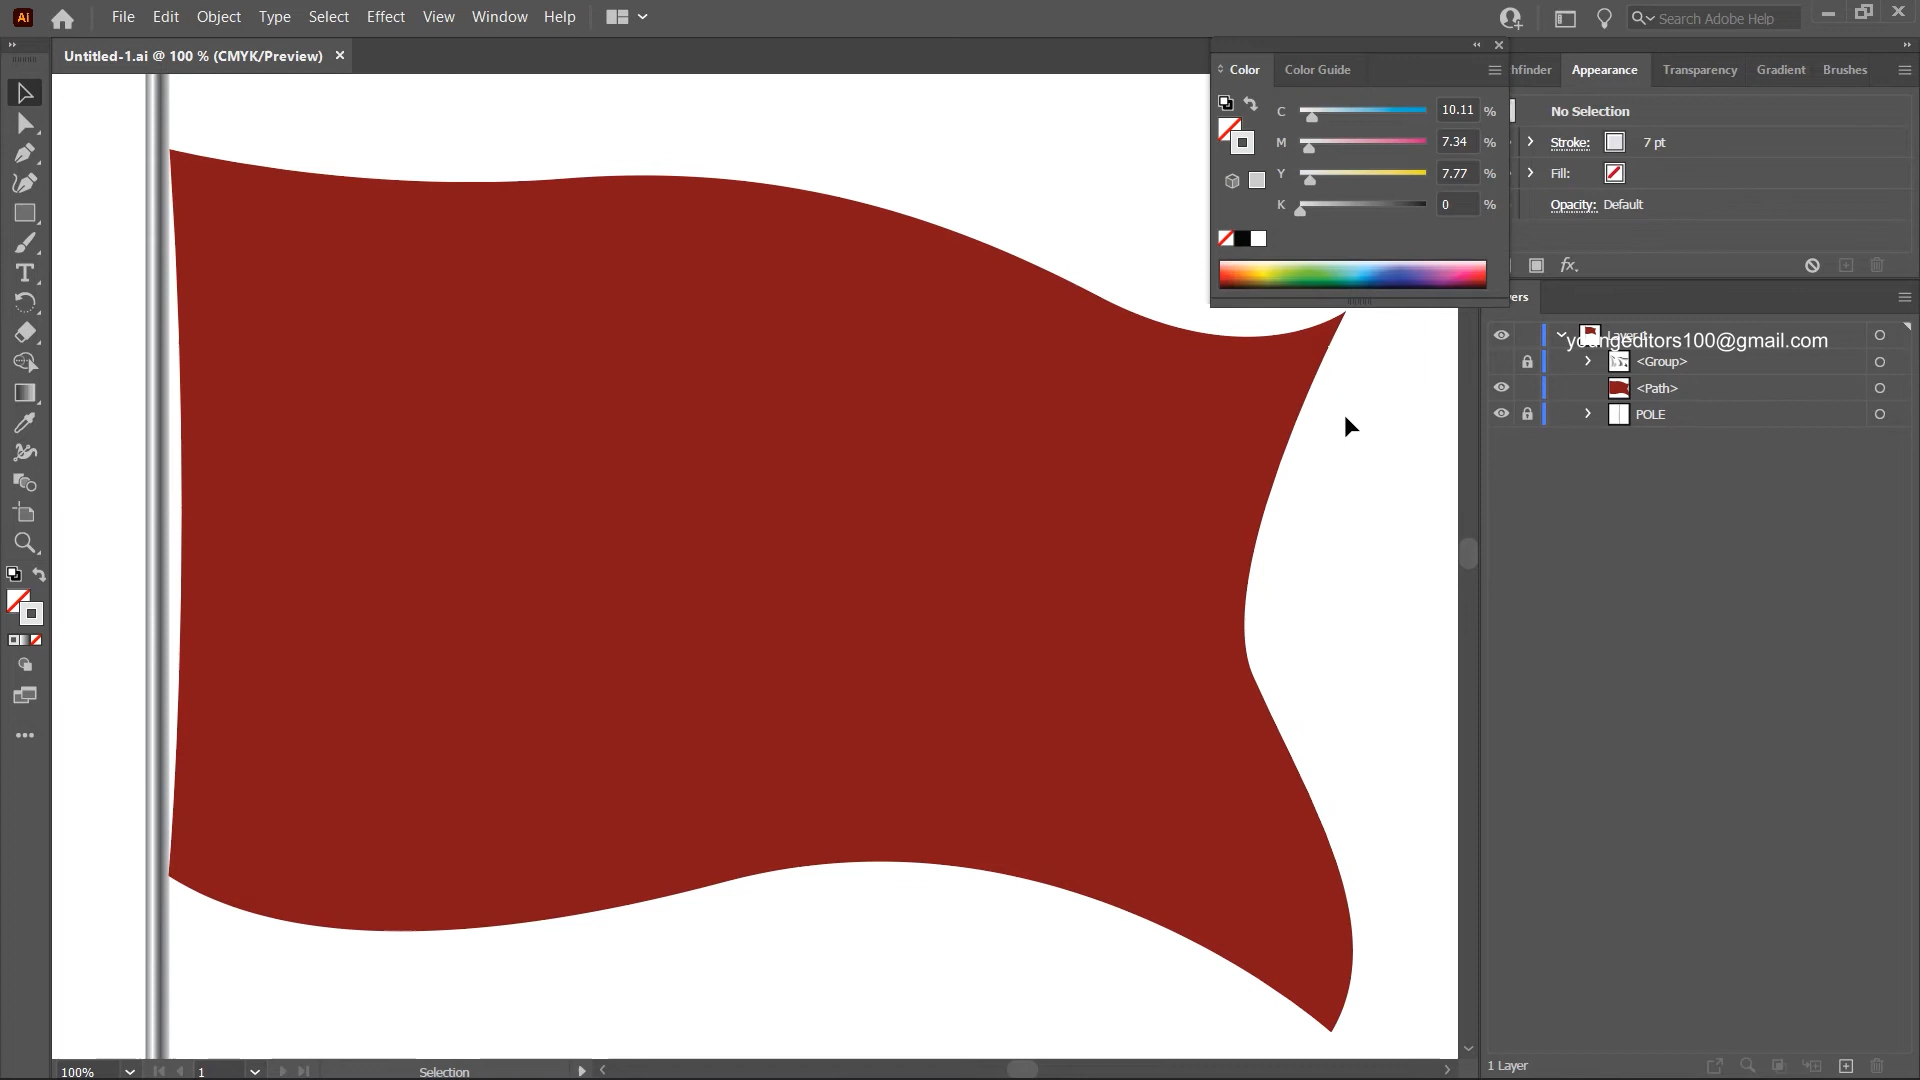 Ai File Edit Object Type Select Effect View Window Help Search Adobe Help
Untitled-1.ai @ 100 % (CMYK/Preview) ×
Color Color Guide
C 10.11 %
M 7.34 %
Y 7.77 %
K 0 %
hfinder Appearance Transparency Gradient Brushes
No Selection
Stroke: 7 pt
Fill:
Opacity: Default
fx.
ers
youngeditors100@gmail.com
<Group>
<Path>
POLE
100% 1 Selection
1 Layer